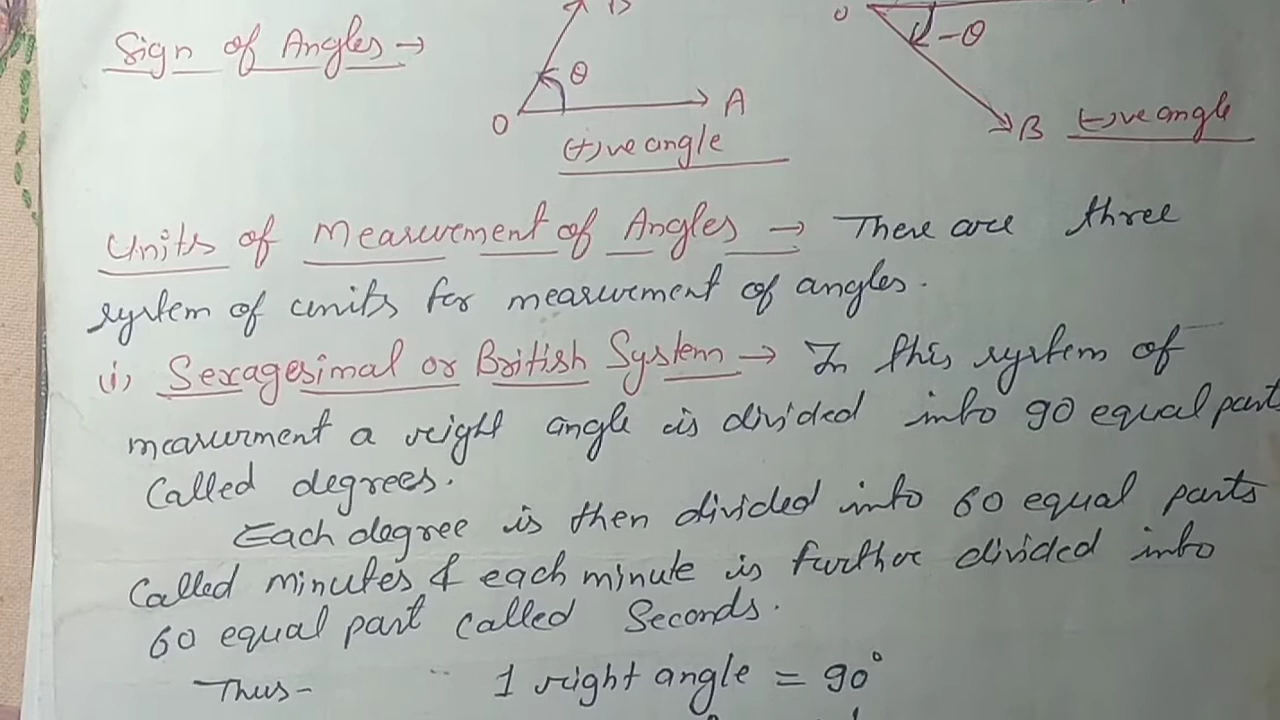 Sign of Angles →
θ
O
A
(+)ve angle
O
-θ
B
(-)ve angle
Units of Measurement of Angles → There are three
system of units for measurement of angles.
(i) Sexagesimal or British System → In this system of
measurment a right angle is divided into 90 equal part
Called degrees.
Each degree is then divided into 60 equal parts
Called minutes & each minute is further divided into
60 equal part called Seconds.
Thus- 1 right angle = 90°